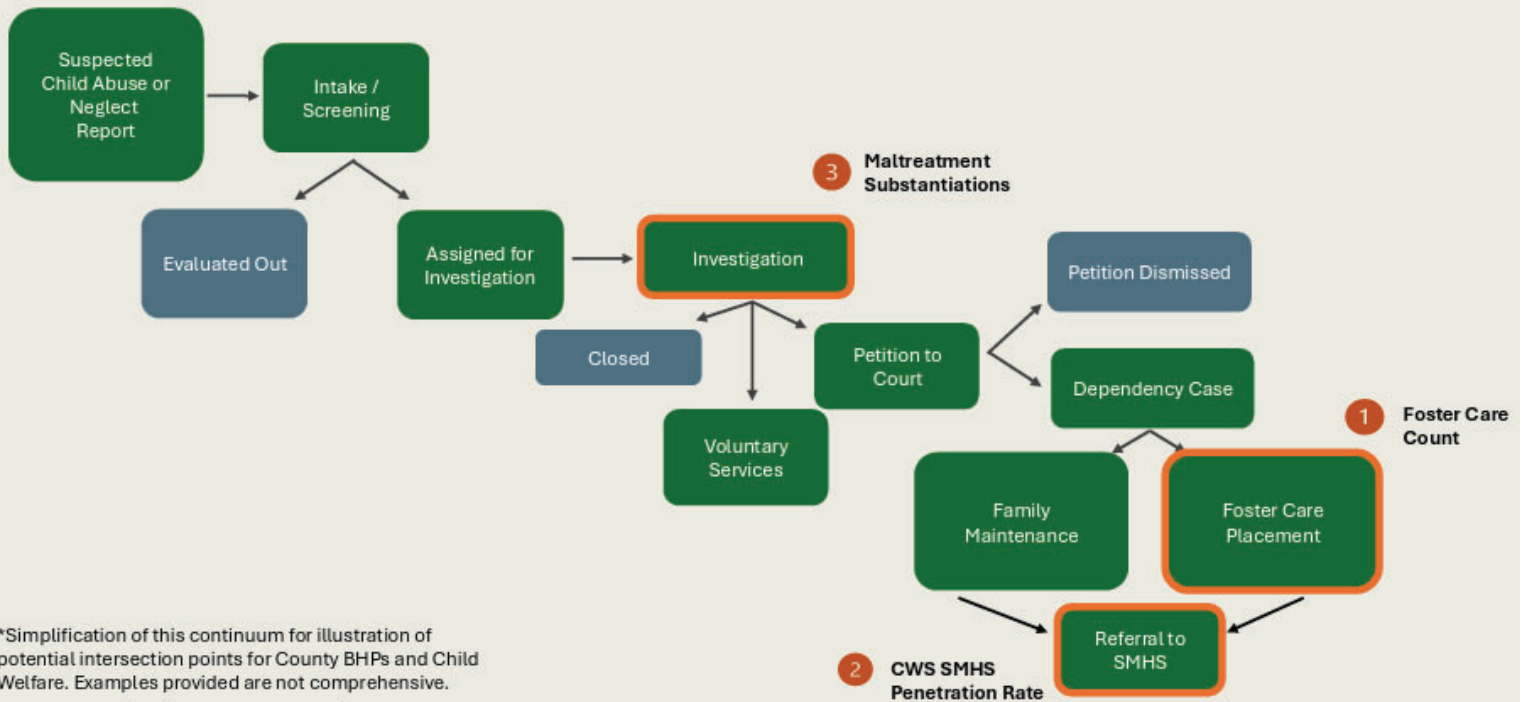 Suspected
Child Abuse or
Neglect
Report
Intake /
Screening
3
Maltreatment
Substantiations
Evaluated Out
Assigned for
Investigation
Investigation
Petition Dismissed
Closed
Petition to
Court
Dependency Case
Voluntary
Services
1
Foster Care
Count
Family
Maintenance
Foster Care
Placement
Referral to
SMHS
2
CWS SMHS
Penetration Rate
*Simplification of this continuum for illustration of
potential intersection points for County BHPs and Child
Welfare. Examples provided are not comprehensive.